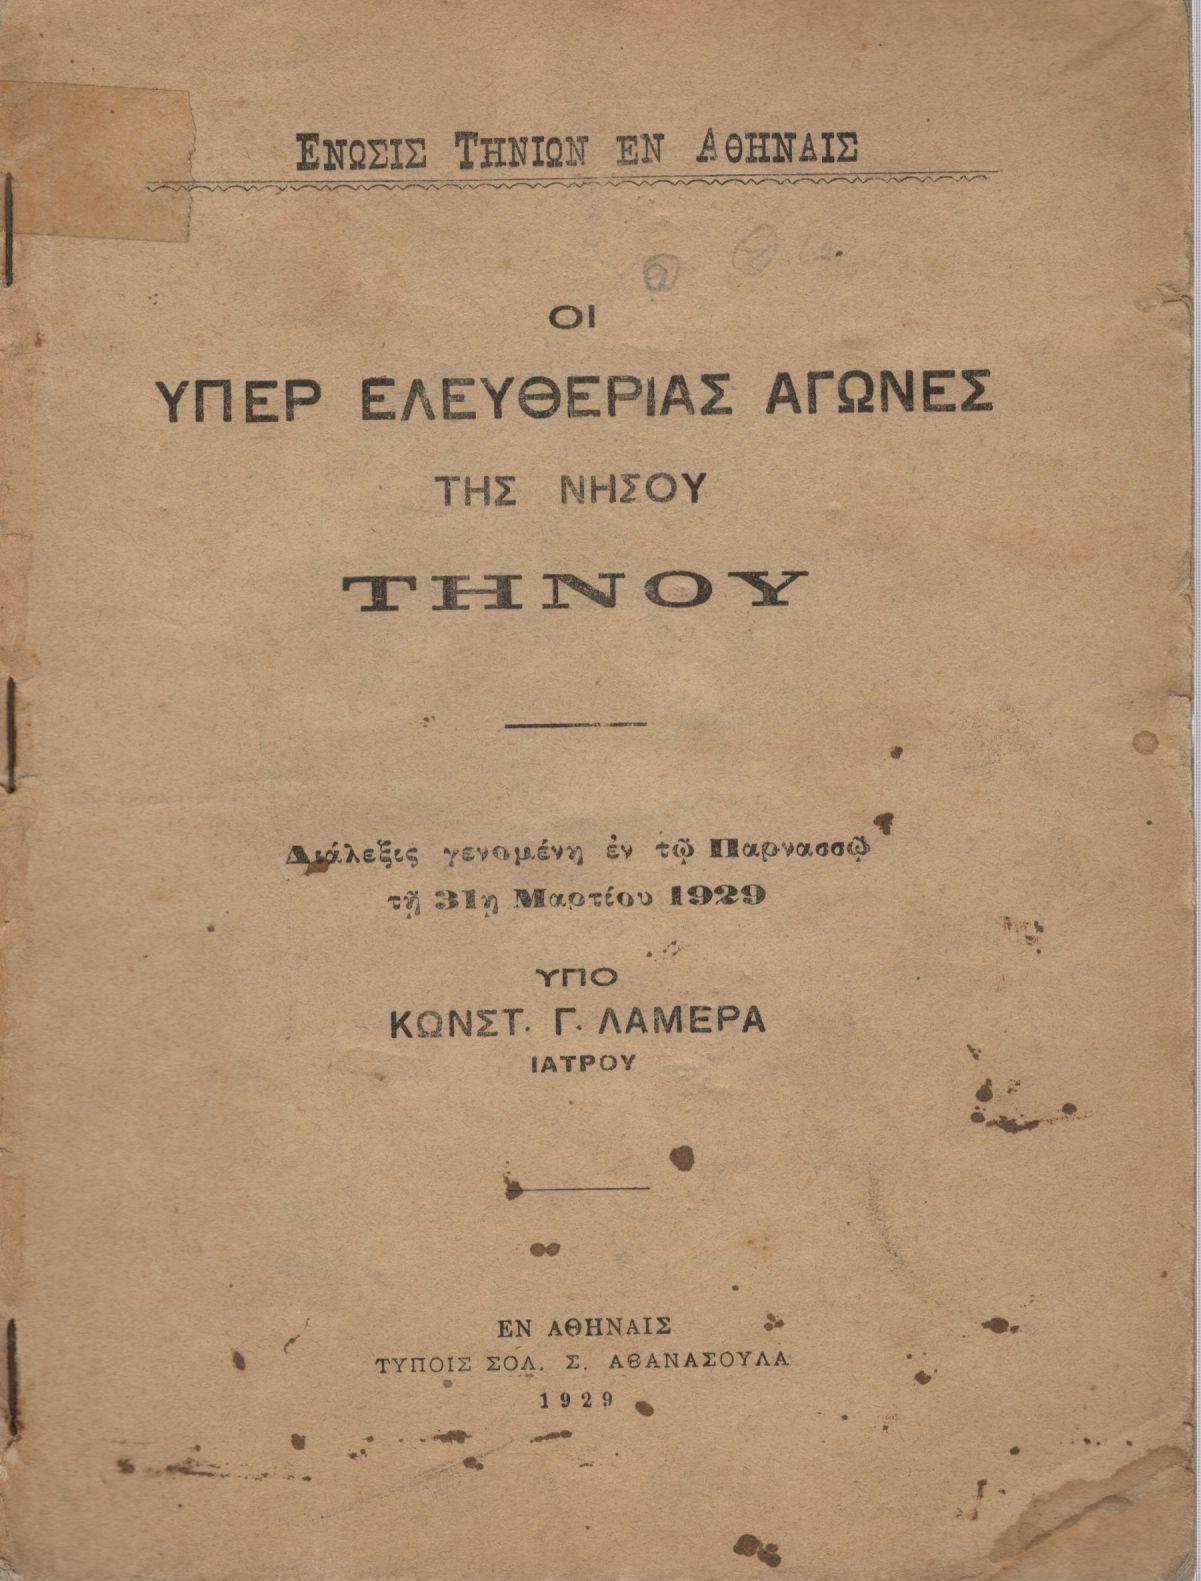 ΕΝΩΣΙΣ ΤΗΝΙΩΝ ΕΝ ΑΘΗΝΑΙΣ
ΟΙ
ΥΠΕΡ ΕΛΕΥΘΕΡΙΑΣ ΑΓΩΝΕΣ
ΤΗΣ ΝΗΣΟΥ
ΤΗΝΟΥ
Διάλεξις γενομένη ἐν τῷ Παρνασσῷ
τῇ 31ῃ Μαρτίου 1929
ΥΠΟ
ΚΩΝΣΤ. Γ. ΛΑΜΕΡΑ
ΙΑΤΡΟΥ
ΕΝ ΑΘΗΝΑΙΣ
ΤΥΠΟΙΣ ΣΟΛ. Σ. ΑΘΑΝΑΣΟΥΛΑ
1929